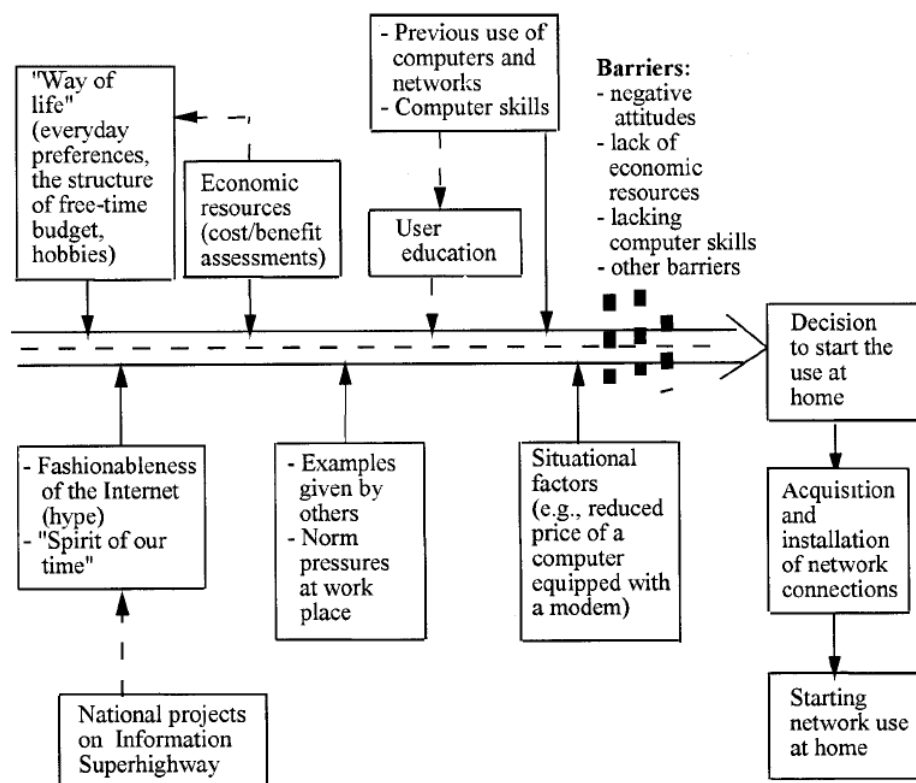 "Way of
life"
(everyday
preferences,
the structure
of free-time
budget,
hobbies)
Economic
resources
(cost/benefit
assessments)
- Previous use of
computers and
networks
- Computer skills
User
education
Barriers:
- negative
attitudes
- lack of
economic
resources
- lacking
computer skills
- other barriers
- Fashionableness
of the Internet
(hype)
- "Spirit of our
time"
National projects
on Information
Superhighway
- Examples
given by
others
- Norm
pressures
at work
place
Situational
factors
(e.g., reduced
price of a
computer
equipped with
a modem)
Decision
to start the
use at
home
Acquisition
and
installation
of network
connections
Starting
network use
at home